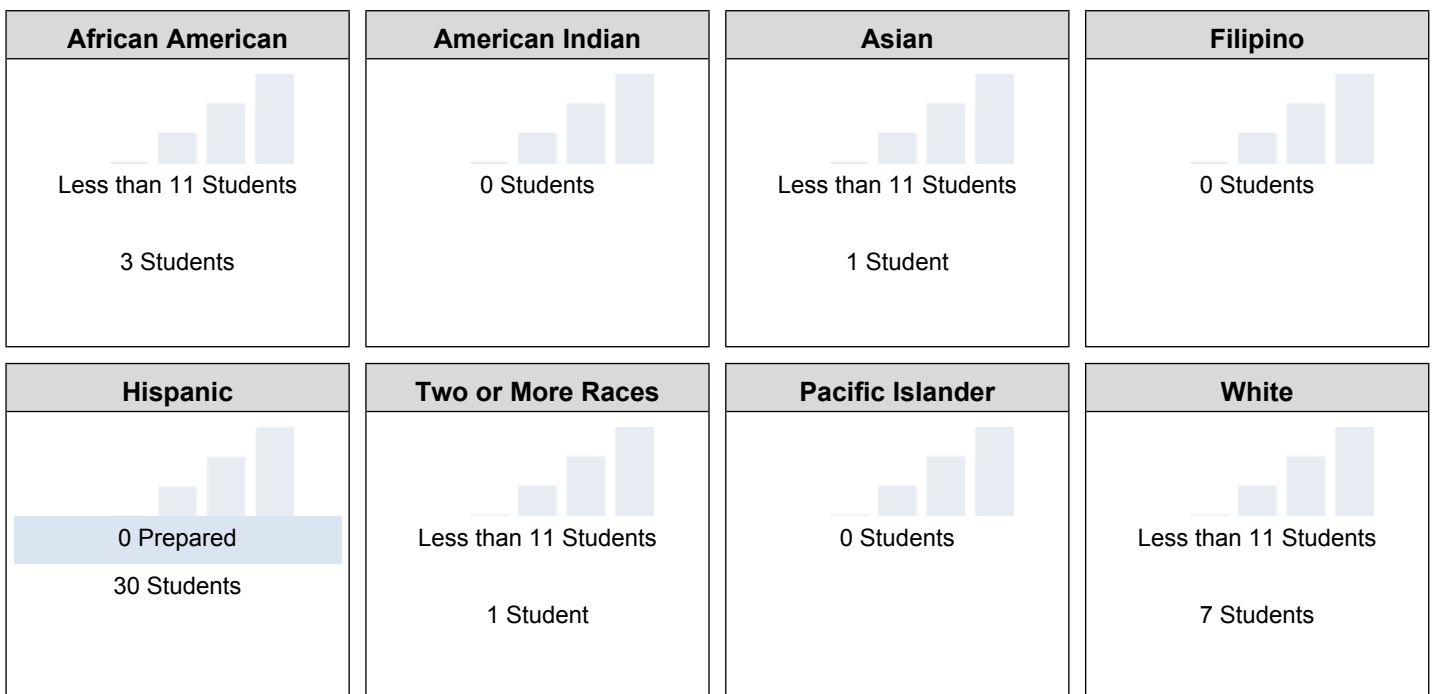 African American
Less than 11 Students
3 Students
American Indian
0 Students
Asian
Less than 11 Students
1 Student
Filipino
0 Students
Hispanic
0 Prepared
30 Students
Two or More Races
Less than 11 Students
1 Student
Pacific Islander
0 Students
White
Less than 11 Students
7 Students